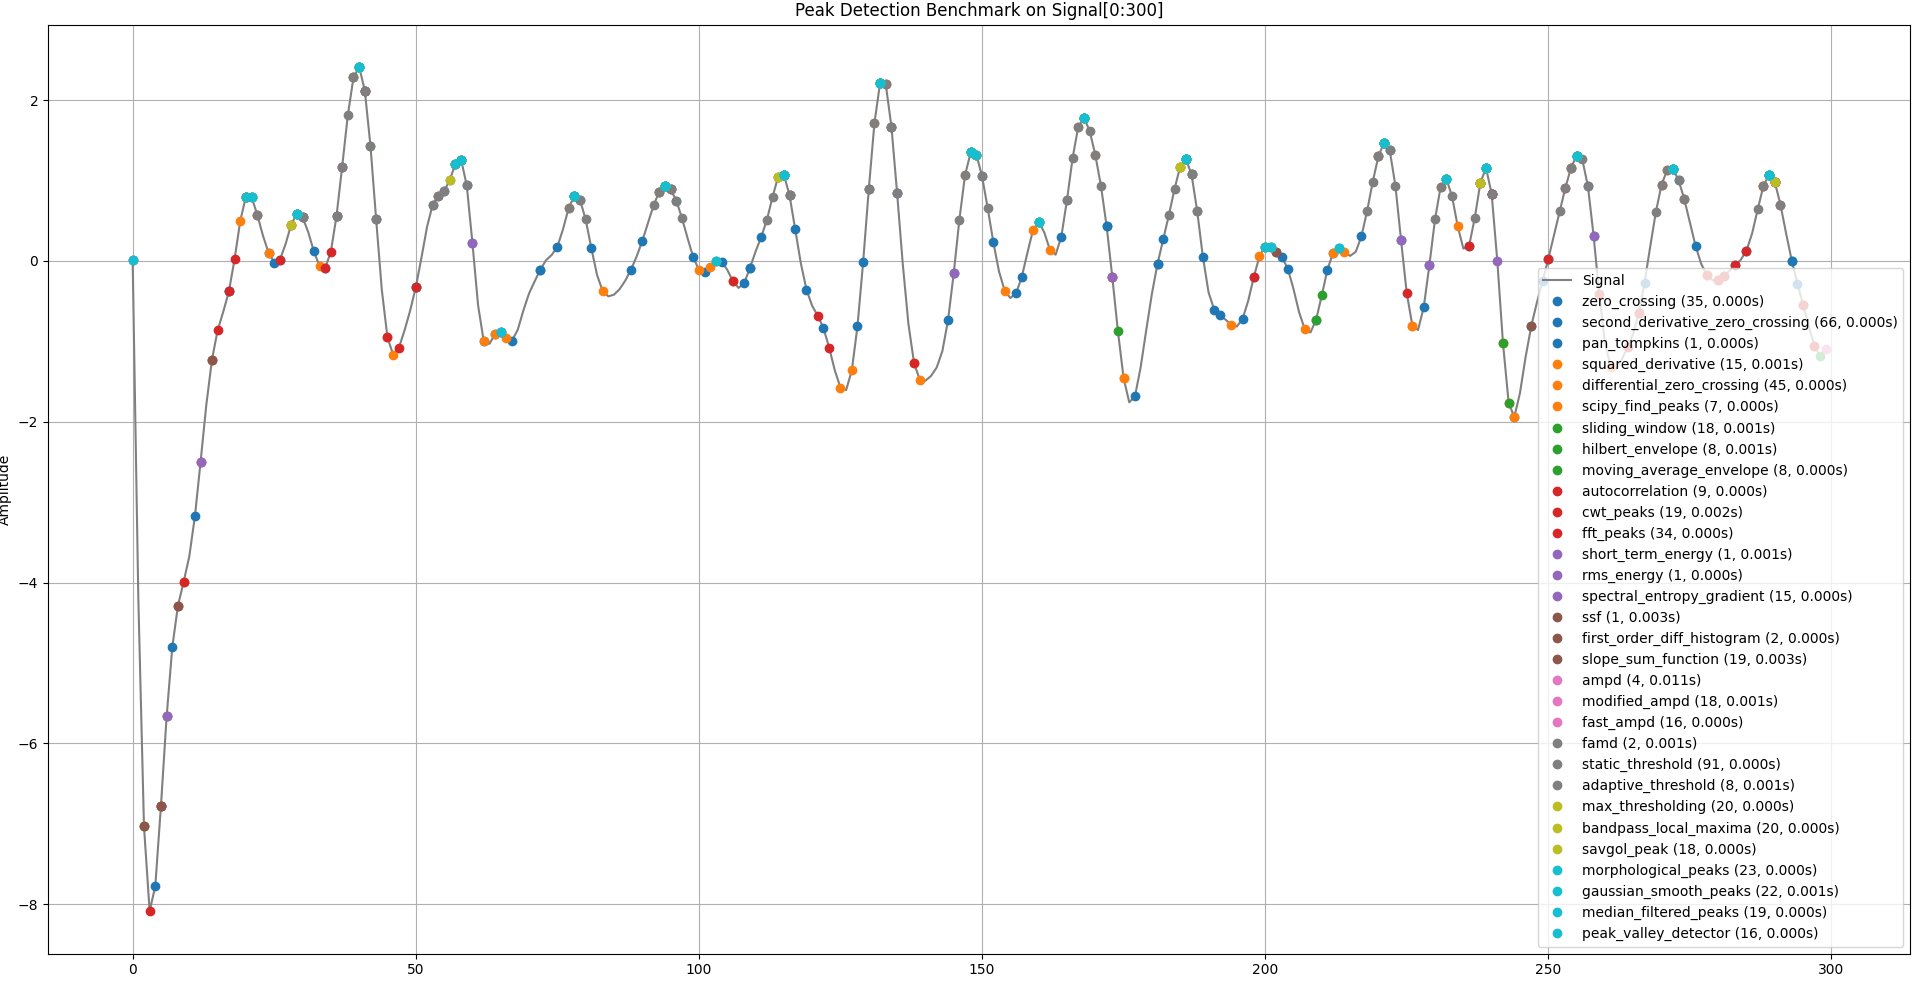 Peak Detection Benchmark on Signal[0:300]
Amplitude
2
0
−2
−4
−6
−8
0
50
100
150
200
250
300
Signal
zero_crossing (35, 0.000s)
second_derivative_zero_crossing (66, 0.000s)
pan_tompkins (1, 0.000s)
squared_derivative (15, 0.001s)
differential_zero_crossing (45, 0.000s)
scipy_find_peaks (7, 0.000s)
sliding_window (18, 0.001s)
hilbert_envelope (8, 0.001s)
moving_average_envelope (8, 0.000s)
autocorrelation (9, 0.000s)
cwt_peaks (19, 0.002s)
fft_peaks (34, 0.000s)
short_term_energy (1, 0.001s)
rms_energy (1, 0.000s)
spectral_entropy_gradient (15, 0.000s)
ssf (1, 0.003s)
first_order_diff_histogram (2, 0.000s)
slope_sum_function (19, 0.003s)
ampd (4, 0.011s)
modified_ampd (18, 0.001s)
fast_ampd (16, 0.000s)
famd (2, 0.001s)
static_threshold (91, 0.000s)
adaptive_threshold (8, 0.001s)
max_thresholding (20, 0.000s)
bandpass_local_maxima (20, 0.000s)
savgol_peak (18, 0.000s)
morphological_peaks (23, 0.000s)
gaussian_smooth_peaks (22, 0.001s)
median_filtered_peaks (19, 0.000s)
peak_valley_detector (16, 0.000s)